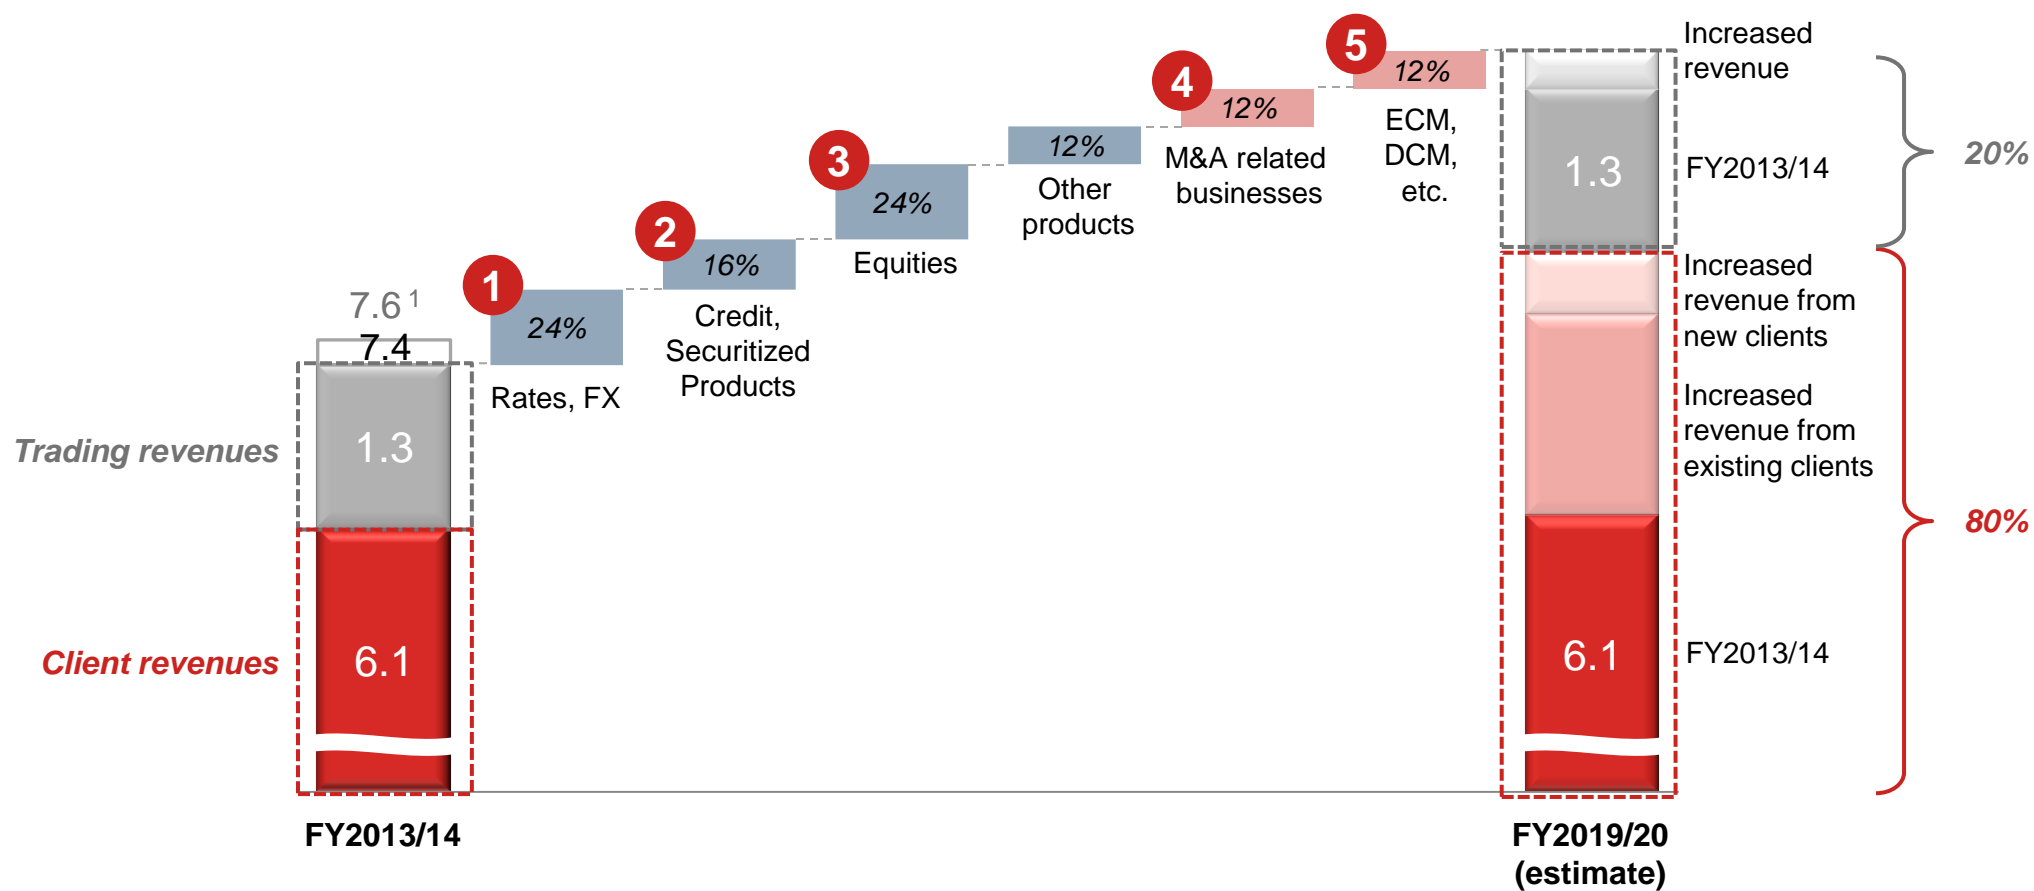 7.6 1
7.4
Trading revenues
1.3
Client revenues
6.1
FY2013/14
1
24%
Rates, FX
2
16%
Credit,
Securitized
Products
3
24%
Equities
12%
Other
products
4
12%
M&A related
businesses
5
12%
ECM,
DCM,
etc.
Increased
revenue
1.3
FY2013/14
20%
Increased
revenue from
new clients
Increased
revenue from
existing clients
6.1
FY2013/14
80%
FY2019/20
(estimate)